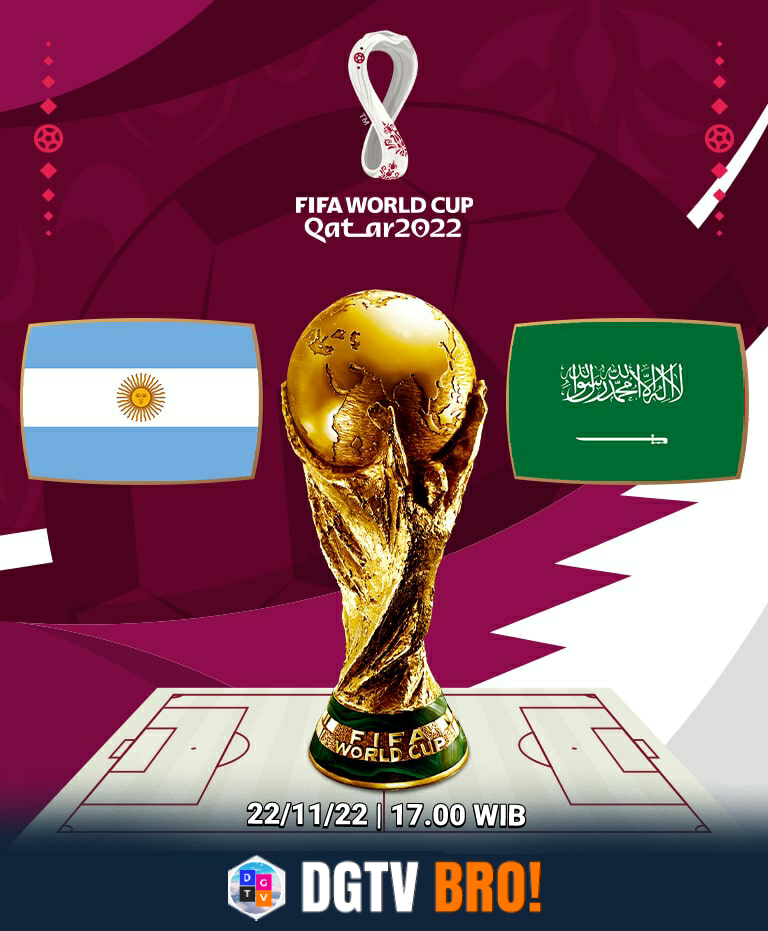 TM
FIFA WORLD CUP
Qatar2022
لا إله إلا الله محمد رسول الله
FIFA
WORLD CUP
22/11/22 | 17.00 WIB
D G
T V
DGTV BRO!